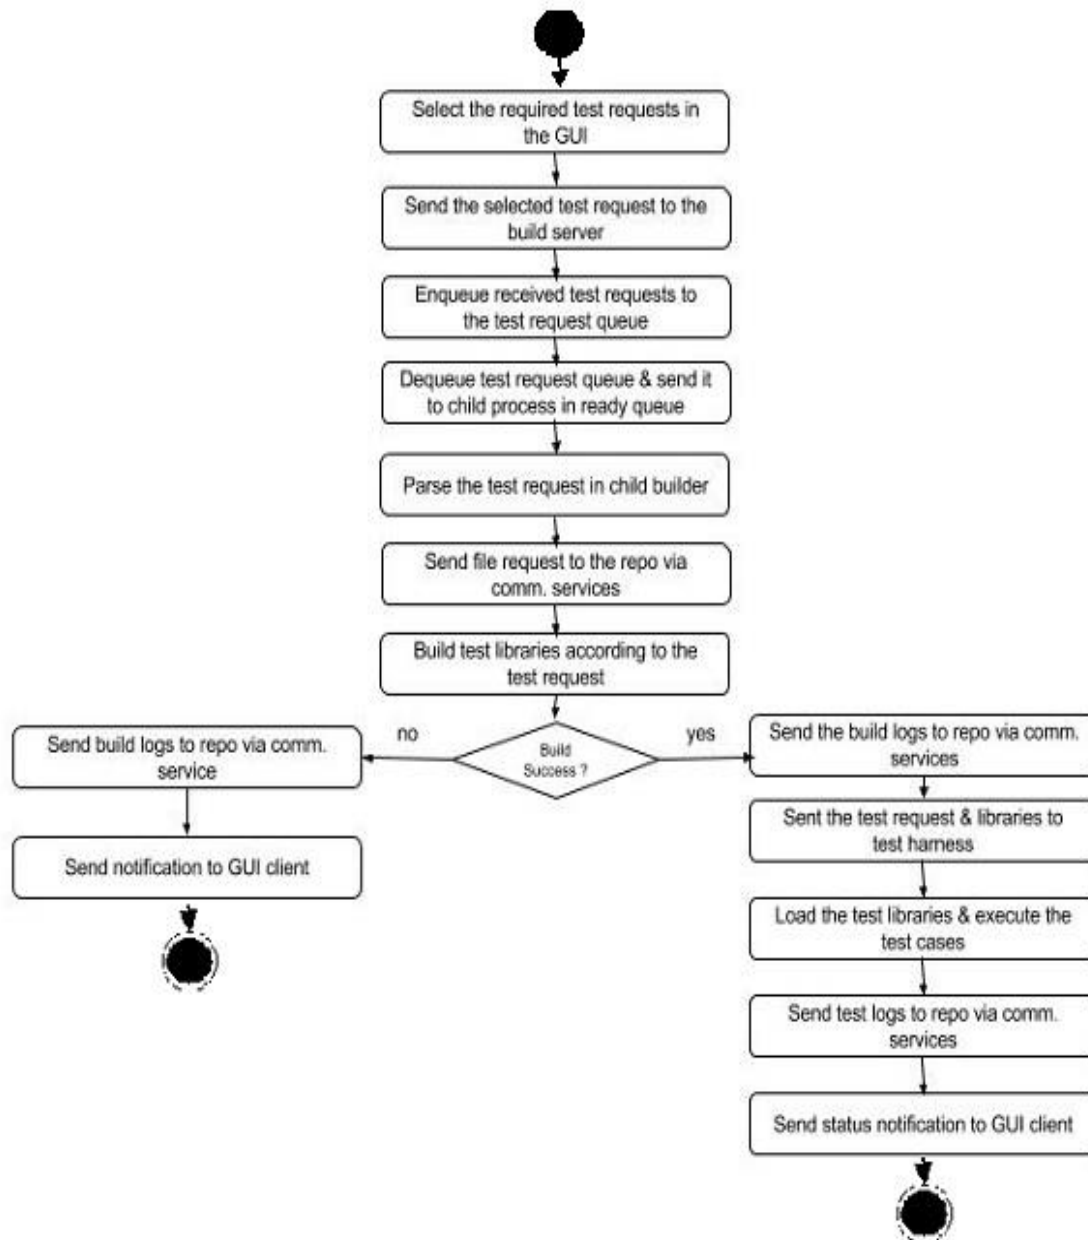 Select the required test requests in
the GUI
Send the selected test request to the
build server
Enqueue received test requests to
the test request queue
Dequeue test request queue & send it
to child process in ready queue
Parse the test request in child builder
Send file request to the repo via
comm. services
Build test libraries according to the
test request
no
Build
Success ?
yes
Send build logs to repo via comm.
service
Send notification to GUI client
Send the build logs to repo via comm.
services
Sent the test request & libraries to
test harness
Load the test libraries & execute the
test cases
Send test logs to repo via comm.
services
Send status notification to GUI client